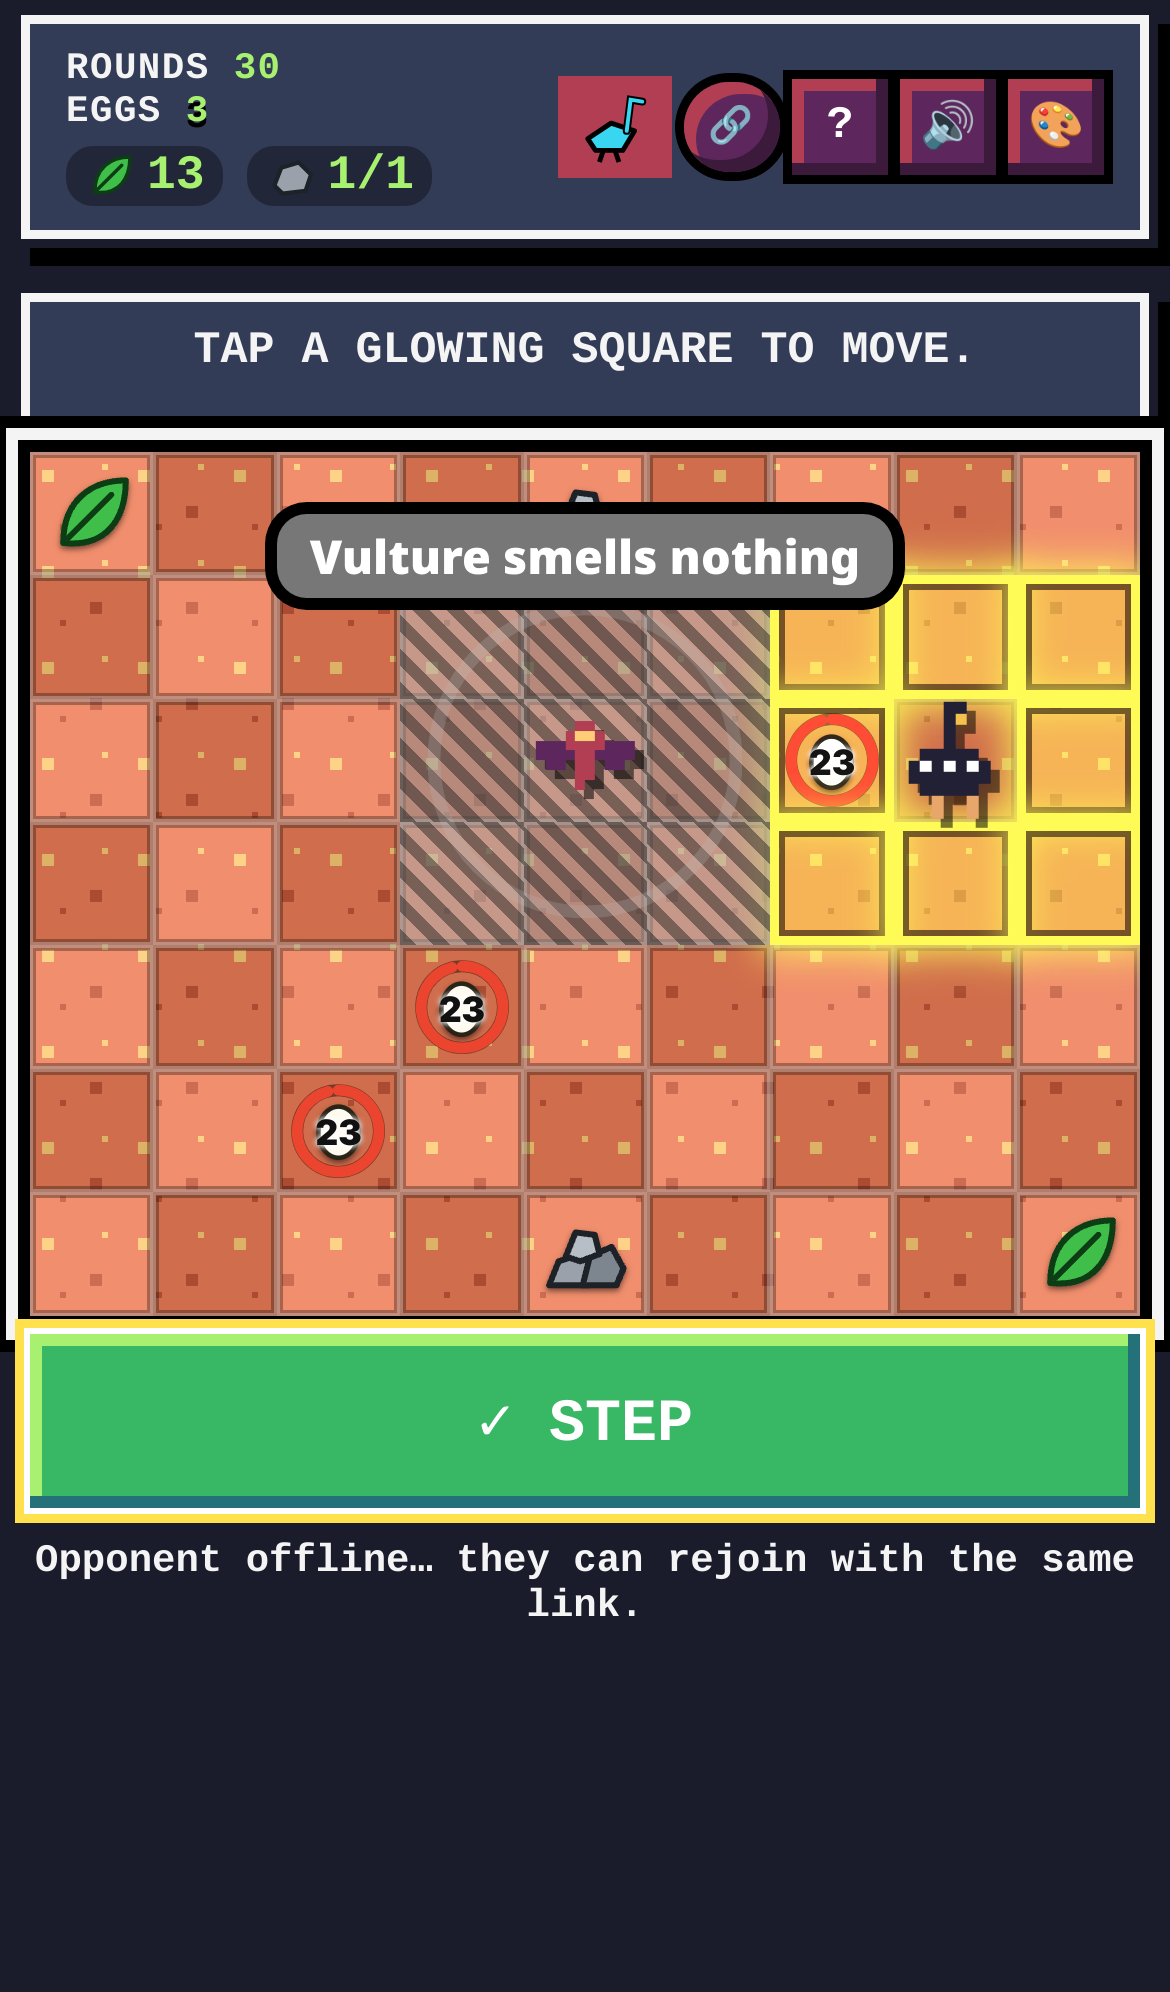 ROUNDS 30
EGGS 3
13
1/1
?
TAP A GLOWING SQUARE TO MOVE.
Vulture smells nothing
23
23
23
✓ STEP
Opponent offline… they can rejoin with the same
link.